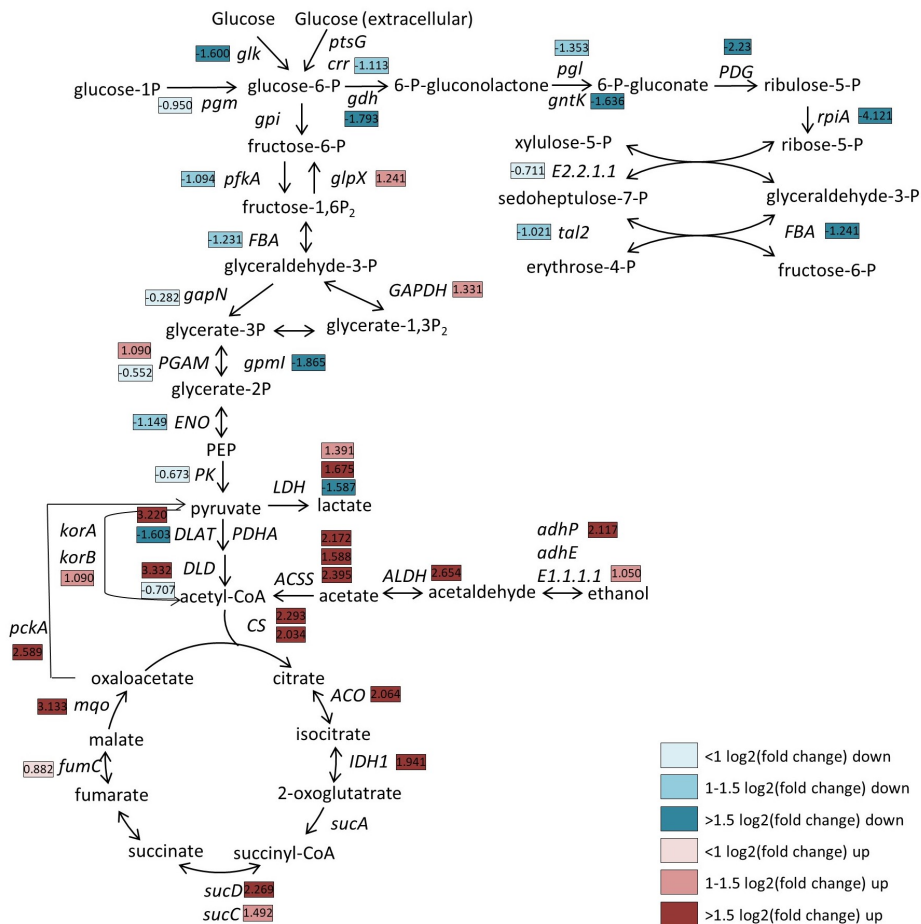 Glucose Glucose (extracellular)
-1.600 glk ptsG
crr -1.113
-1.353
pgl
-2.23
PDG
glucose-1P glucose-6-P 6-P-gluconolactone 6-P-gluconate ribulose-5-P
-0.950 pgm gdh gntK -1.636
gpi -1.793
rpiA -4.121
fructose-6-P xylulose-5-P ribose-5-P
-1.094 pfkA glpX 1.241
-0.711 E2.2.1.1
fructose-1,6P2 sedoheptulose-7-P glyceraldehyde-3-P
-1.231 FBA -1.021 tal2 FBA -1.241
glyceraldehyde-3-P erythrose-4-P fructose-6-P
-0.282 gapN GAPDH 1.331
glycerate-3P glycerate-1,3P2
1.090
PGAM gpmI -1.865
-0.552
glycerate-2P
-1.149 ENO
PEP
-0.673 PK
1.391
1.675
LDH -1.587
pyruvate lactate
3.220
korA -1.603 DLAT PDHA
korB
1.090
3.332 DLD
-0.707
2.172
1.588
ACSS 2.395
ALDH 2.654
adhP 2.117
adhE
E1.1.1.1 1.050
acetyl-CoA acetate acetaldehyde ethanol
CS 2.293
2.034
pckA
2.589
oxaloacetate citrate
3.133 mqo ACO 2.064
malate isocitrate
0.882 fumC IDH1 1.941
fumarate 2-oxoglutatrate
sucA
succinate succinyl-CoA
sucD 2.269
sucC 1.492
<1 log2(fold change) down
1-1.5 log2(fold change) down
>1.5 log2(fold change) down
<1 log2(fold change) up
1-1.5 log2(fold change) up
>1.5 log2(fold change) up